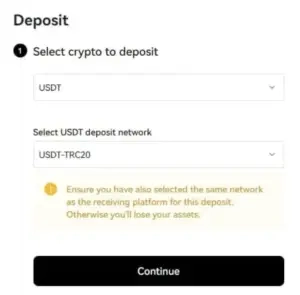 Deposit
1 Select crypto to deposit
USDT
Select USDT deposit network
USDT-TRC20
Ensure you have also selected the same network
as the receiving platform for this deposit.
Otherwise you'll lose your assets.
Continue